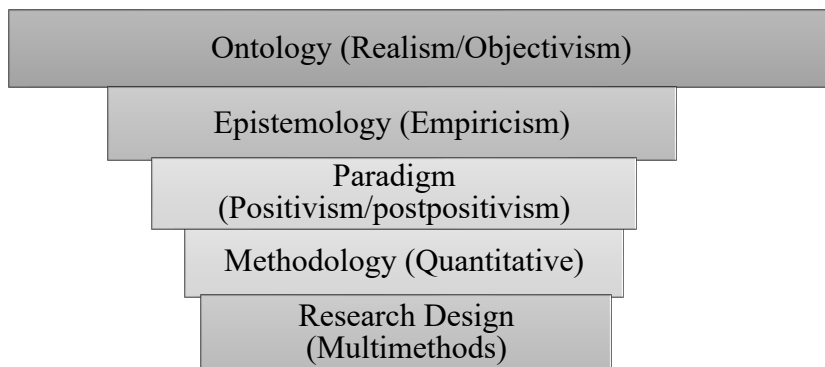 Ontology (Realism/Objectivism)
Epistemology (Empiricism)
Paradigm
(Positivism/postpositivism)
Methodology (Quantitative)
Research Design
(Multimethods)